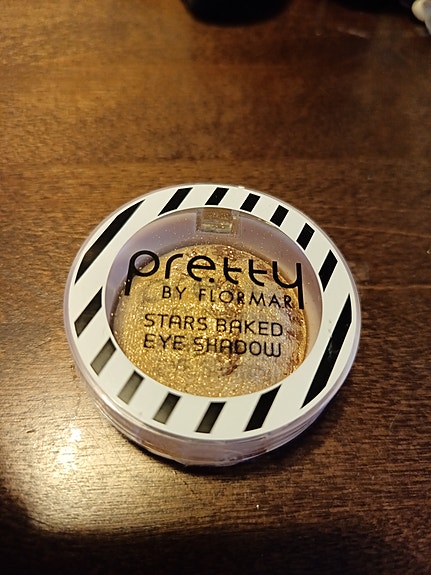 pretty
BY FLORMAR
STARS BAKED
EYE SHADOW